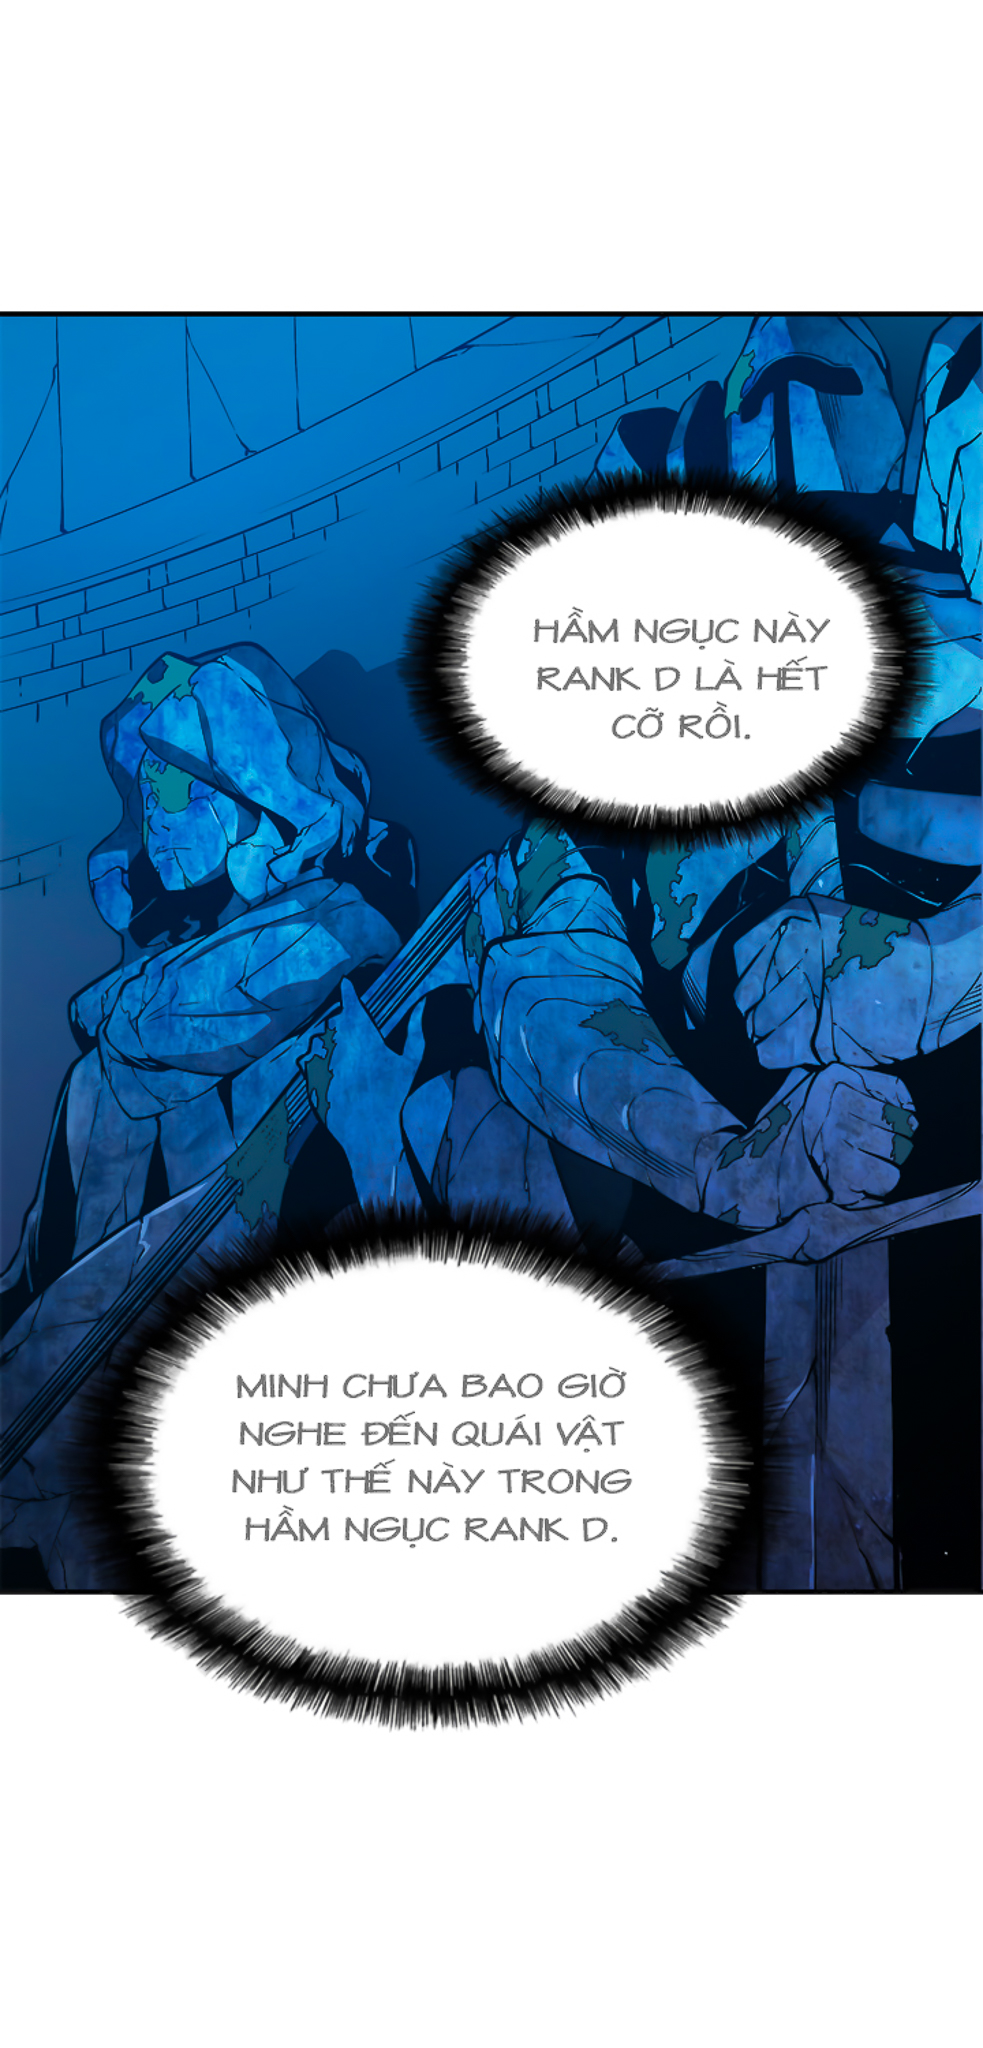 HẦM NGỤC NÀY
RANK D LÀ HẾT
CỠ RỒI.
MINH CHƯA BAO GIỜ
NGHE ĐẾN QUÁI VẬT
NHƯ THẾ NÀY TRONG
HẦM NGỤC RANK D.